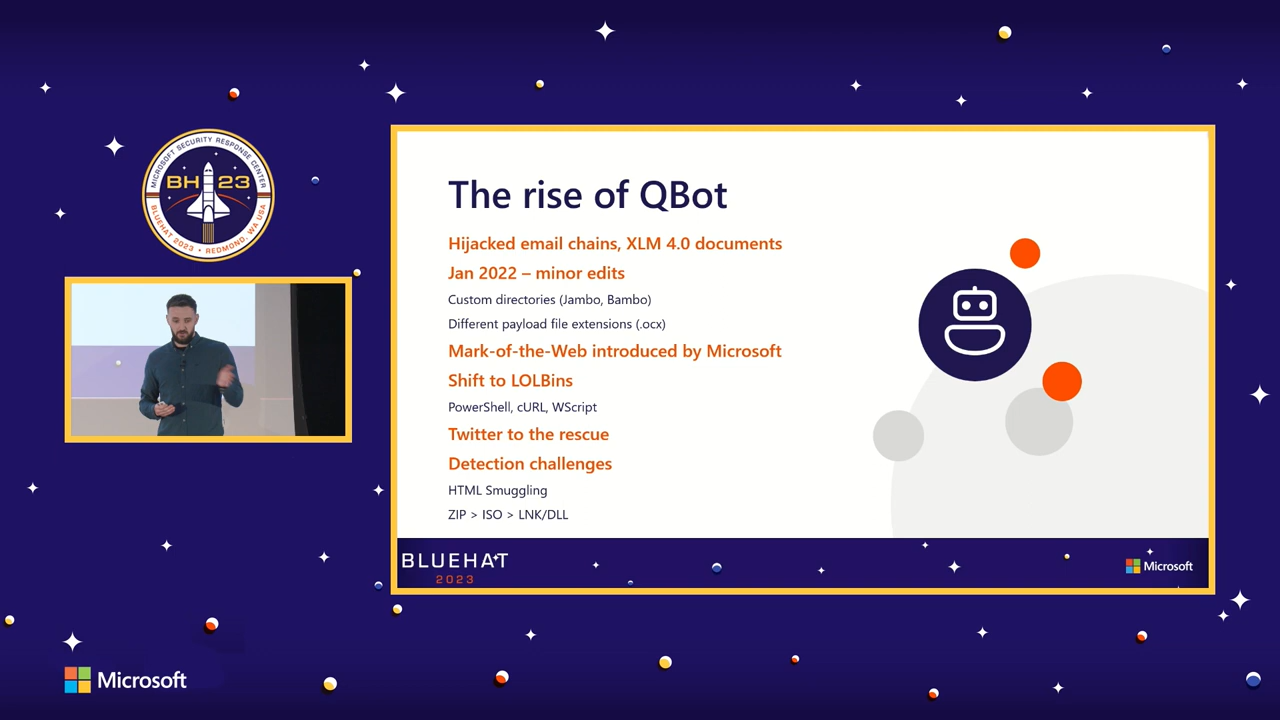 MICROSOFT SECURITY RESPONSE CENTER
BH 23
BLUEHAT 2023 • REDMOND, WA USA
The rise of QBot
Hijacked email chains, XLM 4.0 documents
Jan 2022 – minor edits
Custom directories (Jambo, Bambo)
Different payload file extensions (.ocx)
Mark-of-the-Web introduced by Microsoft
Shift to LOLBins
PowerShell, cURL, WScript
Twitter to the rescue
Detection challenges
HTML Smuggling
ZIP > ISO > LNK/DLL
BLUEHAT
2023
Microsoft
Microsoft